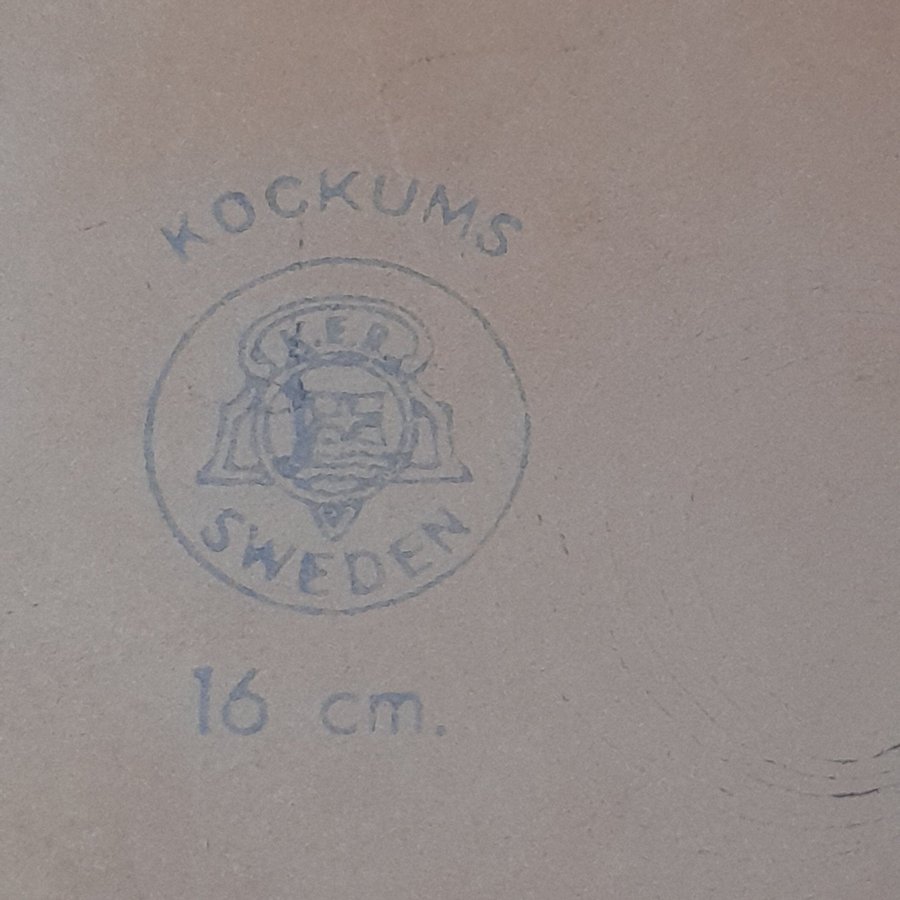 KOCKUMS
K.E.R.
SWEDEN
16 cm.